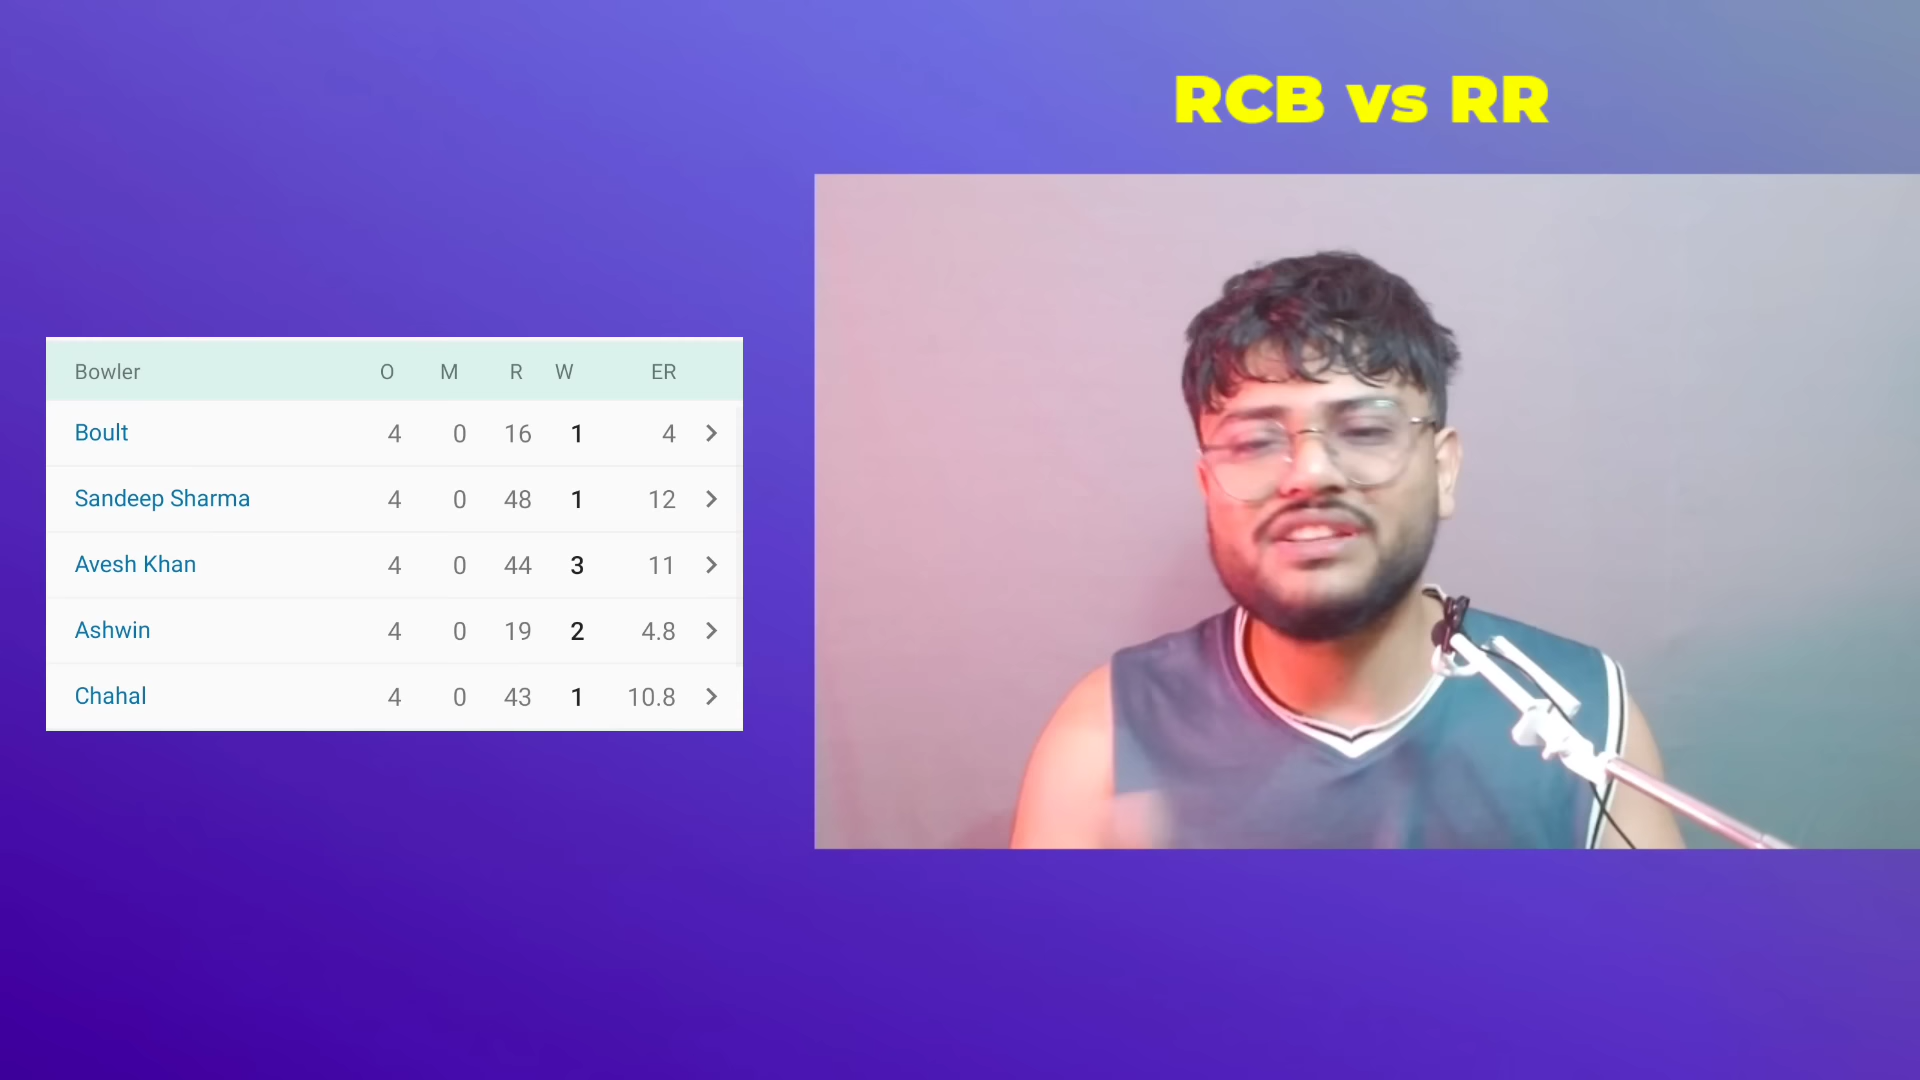 RCB vs RR
Bowler O M R W ER
Boult 4 0 16 1 4
Sandeep Sharma 4 0 48 1 12
Avesh Khan 4 0 44 3 11
Ashwin 4 0 19 2 4.8
Chahal 4 0 43 1 10.8